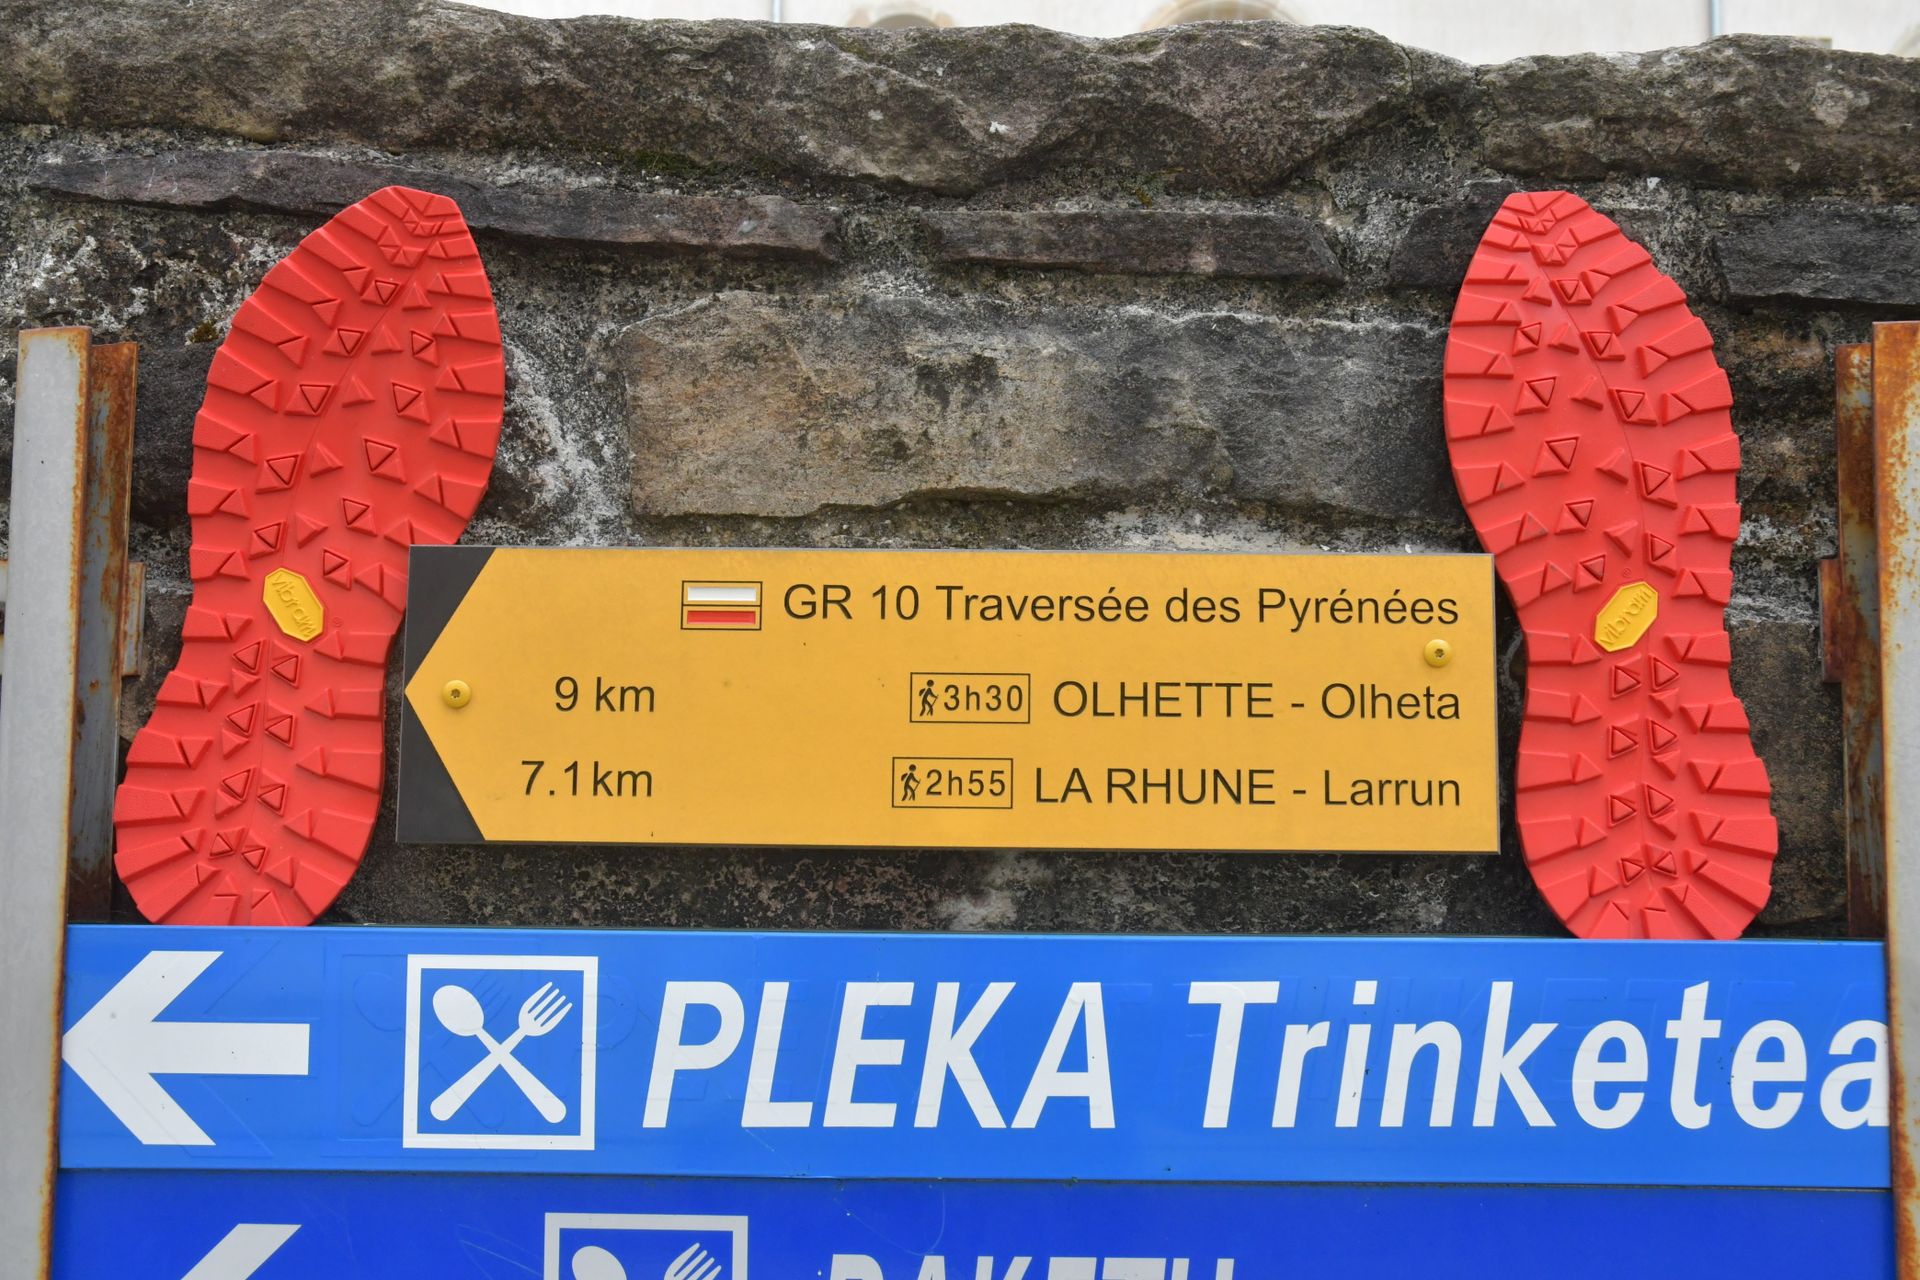 GR 10 Traversée des Pyrénées
9 km 3h30 OLHETTE - Olheta
7.1km 2h55 LA RHUNE - Larrun
vibram
vibram
PLEKA Trinketea